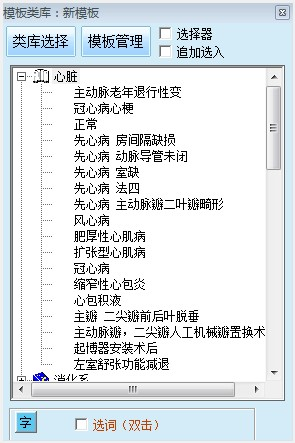 模板类库：新模板
类库选择 模板管理 选择器
追加选入
心脏
主动脉老年退行性变
冠心病心梗
正常
先心病 房间隔缺损
先心病 动脉导管未闭
先心病 室缺
先心病 法四
先心病 主动脉瓣二叶瓣畸形
风心病
肥厚性心肌病
扩张型心肌病
冠心病
缩窄性心包炎
心包积液
主瓣 二尖瓣前后叶脱垂
主动脉瓣，二尖瓣人工机械瓣置换术
起博器安装术后
左室舒张功能减退
消化系
字 选词（双击）